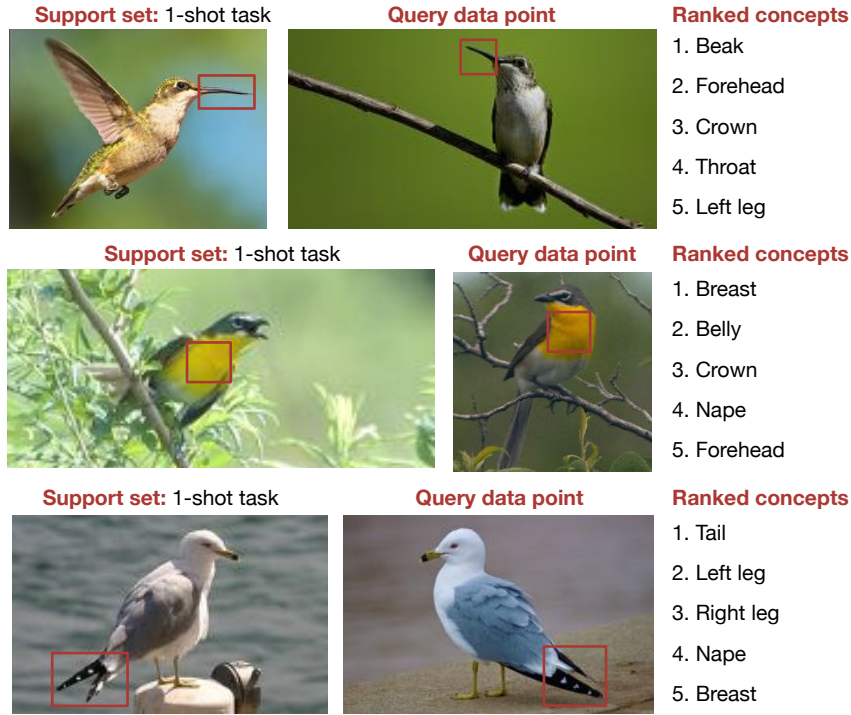 Support set: 1-shot task
Query data point
Ranked concepts
1. Beak
2. Forehead
3. Crown
4. Throat
5. Left leg
Support set: 1-shot task
Query data point
Ranked concepts
1. Breast
2. Belly
3. Crown
4. Nape
5. Forehead
Support set: 1-shot task
Query data point
Ranked concepts
1. Tail
2. Left leg
3. Right leg
4. Nape
5. Breast